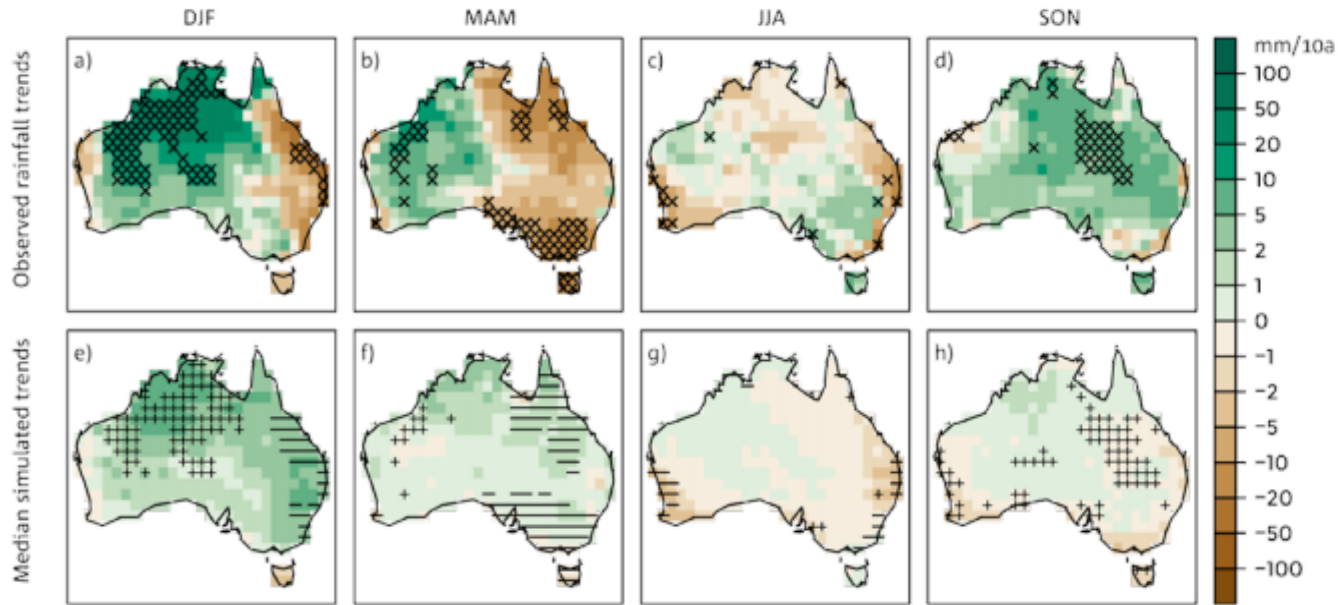 DJF MAM JJA SON
Observed rainfall trends
a) b) c) d)
mm/10a
100
50
20
10
5
2
1
0
−1
−2
−5
−10
−20
−50
−100
Median simulated trends
e) f) g) h)